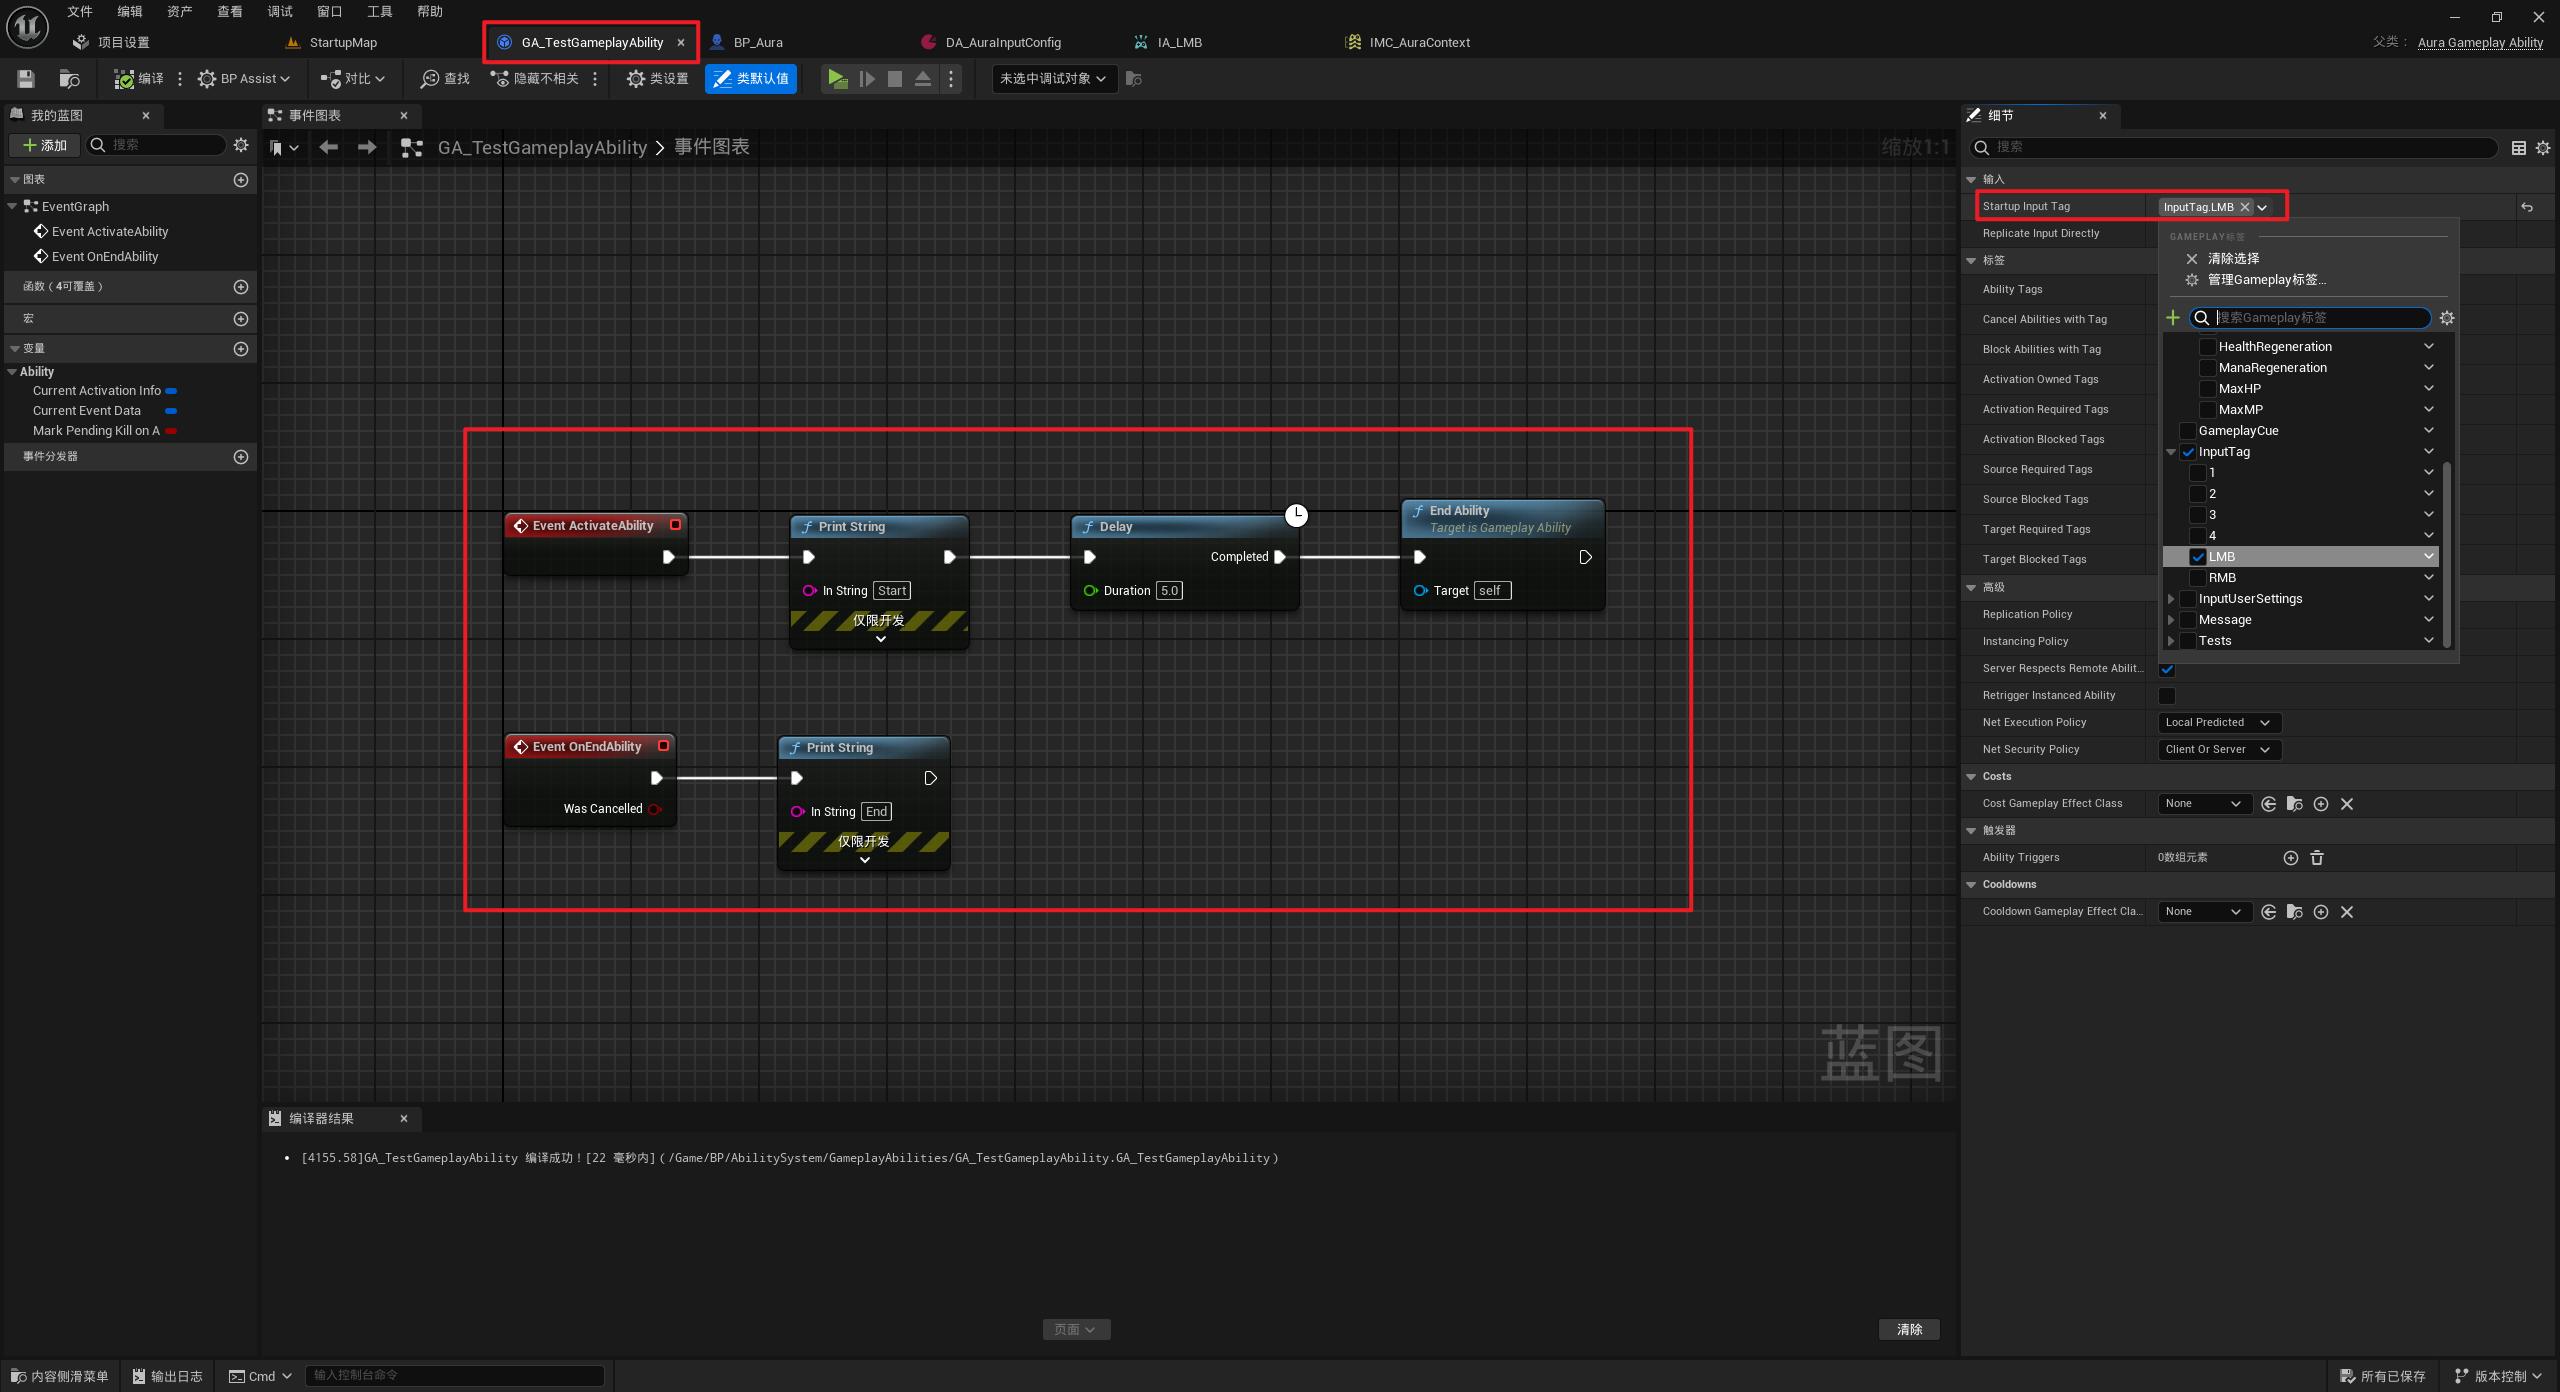 文件 编辑 资产 查看 调试 窗口 工具 帮助
项目设置 StartupMap GA_TestGameplayAbility BP_Aura DA_AuraInputConfig IA_LMB IMC_AuraContext 父类： Aura Gameplay Ability
编译 BP Assist 对比 查找 隐藏不相关 类设置 类默认值 未选中调试对象
我的蓝图
添加 搜索
图表
EventGraph
Event ActivateAbility
Event OnEndAbility
函数（4可覆盖）
宏
变量
Ability
Current Activation Info
Current Event Data
Mark Pending Kill on A
事件分发器
事件图表
GA_TestGameplayAbility > 事件图表 缩放1:1
Event ActivateAbility
Print String
In String Start
仅限开发
Delay
Completed
Duration 5.0
End Ability
Target is Gameplay Ability
Target self
Event OnEndAbility
Was Cancelled
Print String
In String End
仅限开发
蓝图
编译器结果
[4155.58]GA_TestGameplayAbility 编译成功！[22 毫秒内]（/Game/BP/AbilitySystem/GameplayAbilities/GA_TestGameplayAbility.GA_TestGameplayAbility）
页面 清除
细节
搜索
输入
Startup Input Tag InputTag.LMB
Replicate Input Directly
标签
Ability Tags
Cancel Abilities with Tag
Block Abilities with Tag
Activation Owned Tags
Activation Required Tags
Activation Blocked Tags
Source Required Tags
Source Blocked Tags
Target Required Tags
Target Blocked Tags
高级
Replication Policy
Instancing Policy
Server Respects Remote Abilit...
Retrigger Instanced Ability
Net Execution Policy Local Predicted
Net Security Policy Client Or Server
Costs
Cost Gameplay Effect Class None
触发器
Ability Triggers 0数组元素
Cooldowns
Cooldown Gameplay Effect Cla... None
GAMEPLAY标签
清除选择
管理Gameplay标签...
搜索Gameplay标签
HealthRegeneration
ManaRegeneration
MaxHP
MaxMP
GameplayCue
InputTag
1
2
3
4
LMB
RMB
InputUserSettings
Message
Tests
内容侧滑菜单 输出日志 Cmd 输入控制台命令 所有已保存 版本控制